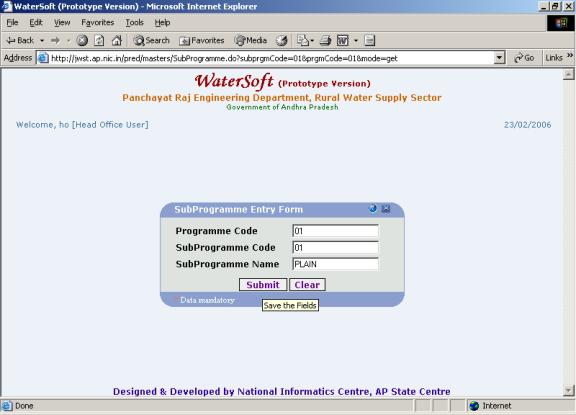 WaterSoft (Prototype Version) - Microsoft Internet Explorer
File Edit View Favorites Tools Help
Back Search Favorites Media
Address http://jwst.ap.nic.in/pred/masters/SubProgramme.do?subprgmCode=01&prgmCode=01&mode=get Go Links »
WaterSoft (Prototype Version)
Panchayat Raj Engineering Department, Rural Water Supply Sector
Government of Andhra Pradesh
Welcome, ho [Head Office User] 23/02/2006
SubProgramme Entry Form
Programme Code 01
SubProgramme Code 01
SubProgramme Name PLAIN
Submit Clear
* Data mandatory
Save the Fields
Designed & Developed by National Informatics Centre, AP State Centre
Done Internet